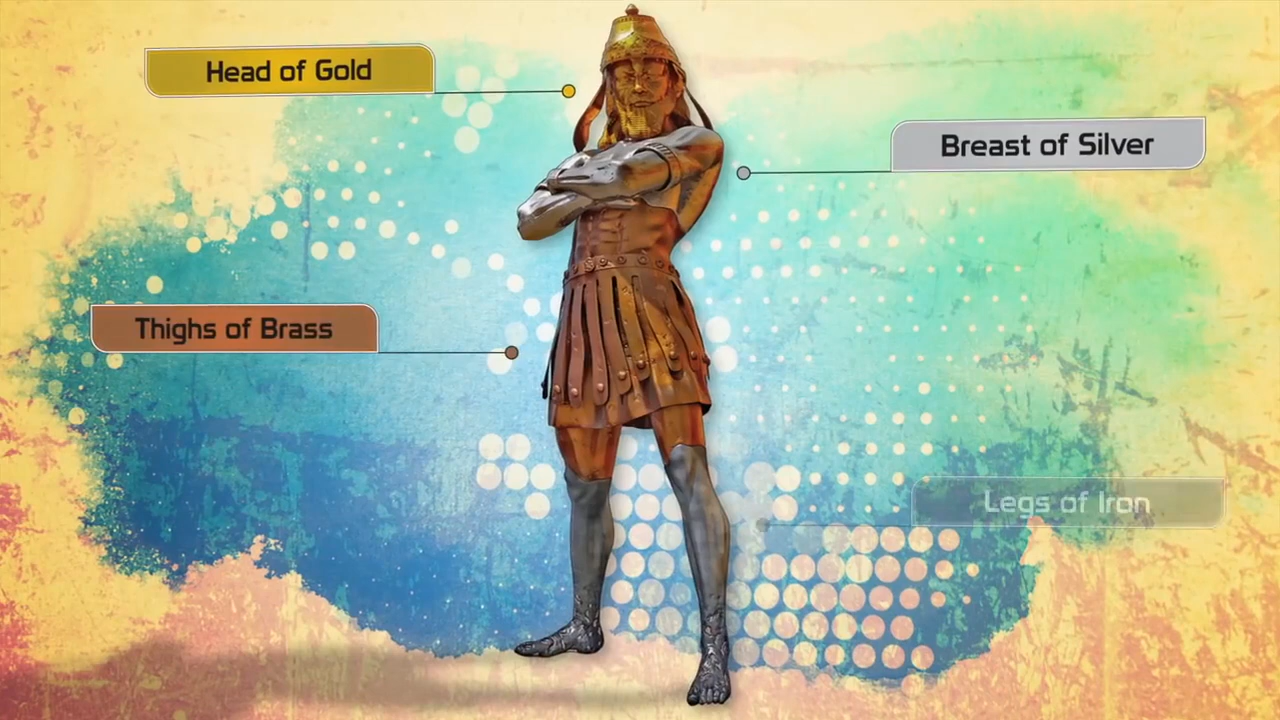 Head of Gold
Breast of Silver
Thighs of Brass
Legs of Iron